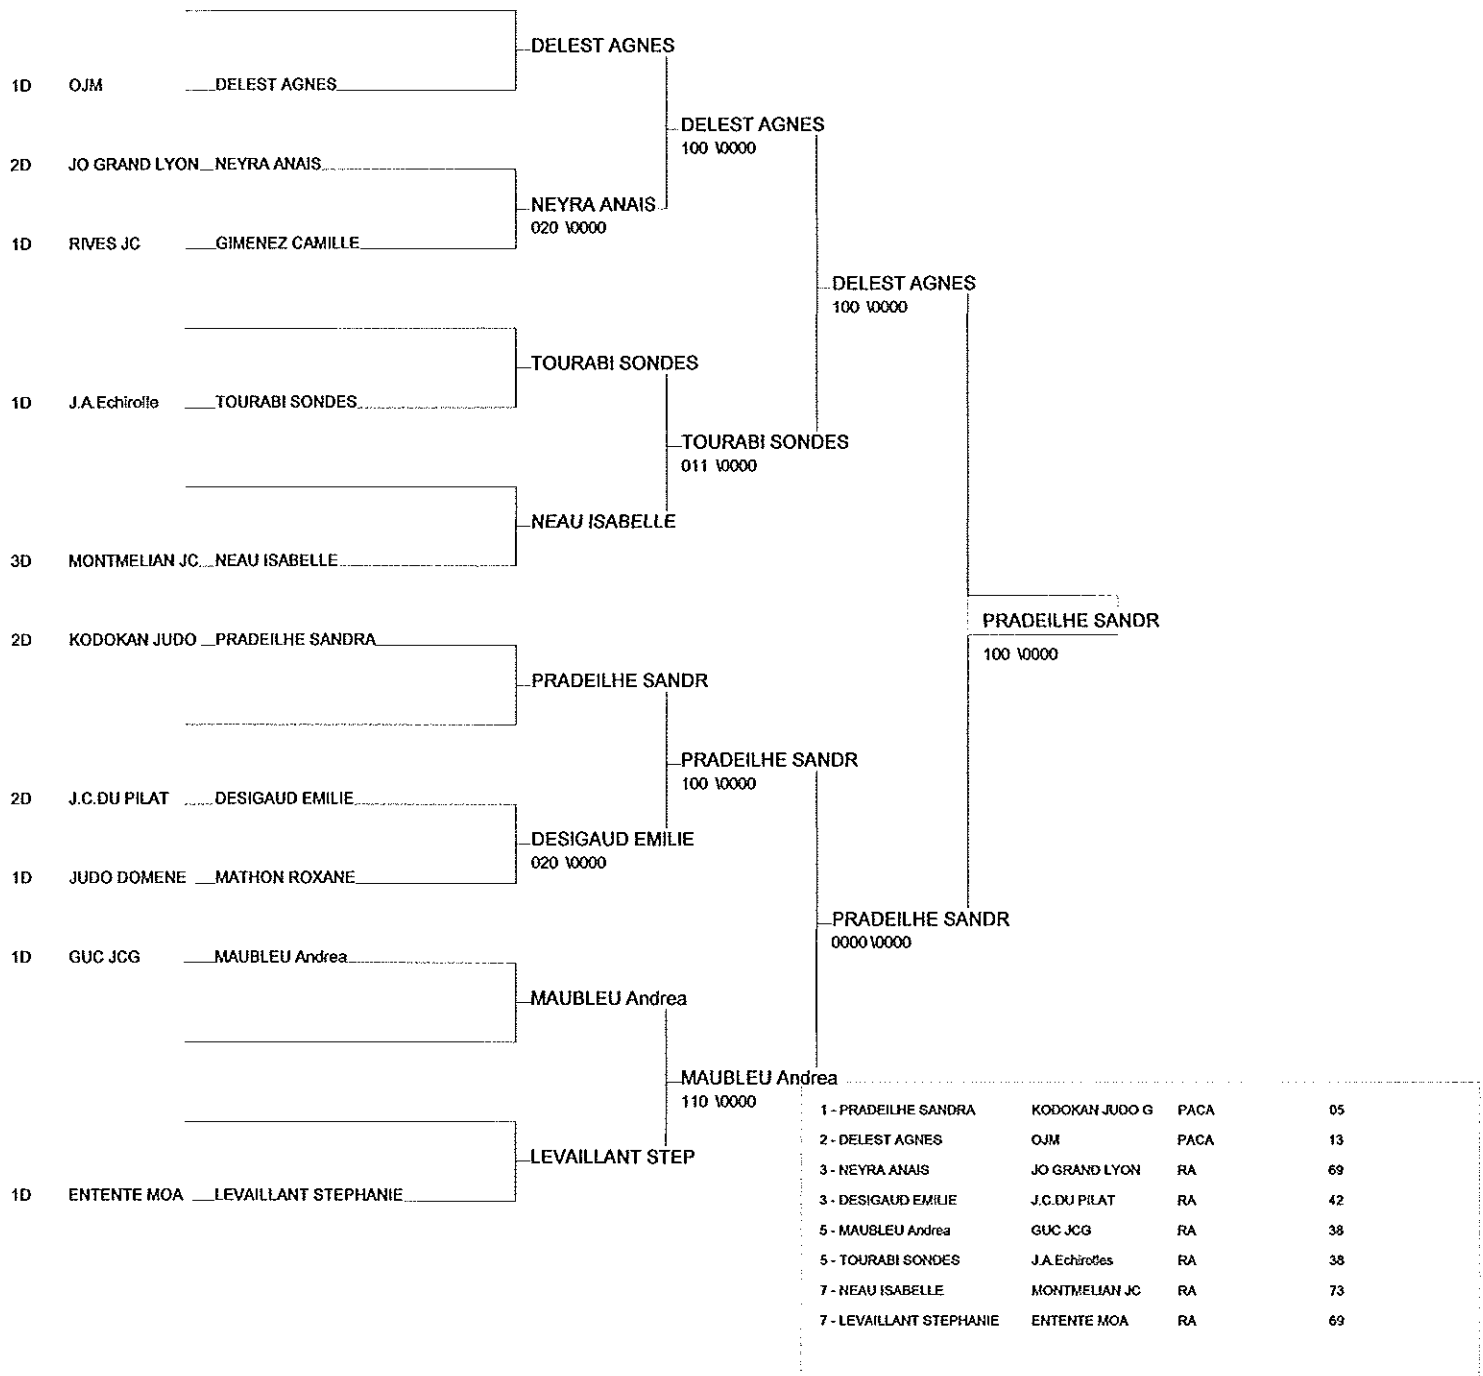 DELEST AGNES
1D OJM DELEST AGNES
DELEST AGNES
100 \0000
2D JO GRAND LYON NEYRA ANAIS
NEYRA ANAIS
020 \0000
1D RIVES JC GIMENEZ CAMILLE
DELEST AGNES
100 \0000
TOURABI SONDES
1D J.A.Echirolle TOURABI SONDES
TOURABI SONDES
011 \0000
NEAU ISABELLE
3D MONTMELIAN JC NEAU ISABELLE
PRADEILHE SANDR
100 \0000
2D KODOKAN JUDO PRADEILHE SANDRA
PRADEILHE SANDR
PRADEILHE SANDR
100 \0000
2D J.C.DU PILAT DESIGAUD EMILIE
DESIGAUD EMILIE
020 \0000
1D JUDO DOMENE MATHON ROXANE
PRADEILHE SANDR
0000 \0000
1D GUC JCG MAUBLEU Andrea
MAUBLEU Andrea
MAUBLEU Andrea
110 \0000
LEVAILLANT STEP
1D ENTENTE MOA LEVAILLANT STEPHANIE
1 - PRADEILHE SANDRA KODOKAN JUDO G PACA 05
2 - DELEST AGNES OJM PACA 13
3 - NEYRA ANAIS JO GRAND LYON RA 69
3 - DESIGAUD EMILIE J.C.DU PILAT RA 42
5 - MAUBLEU Andrea GUC JCG RA 38
5 - TOURABI SONDES J.A.Echirolles RA 38
7 - NEAU ISABELLE MONTMELIAN JC RA 73
7 - LEVAILLANT STEPHANIE ENTENTE MOA RA 69